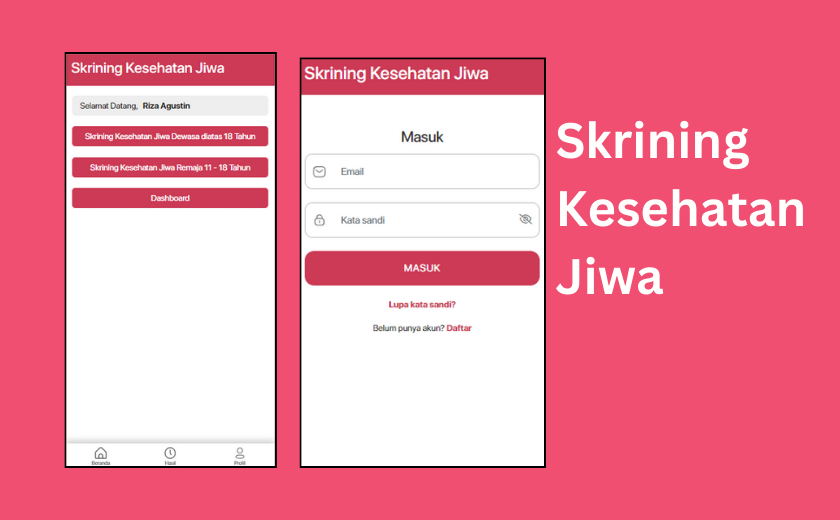 Skrining Kesehatan Jiwa
Selamat Datang, Riza Agustin
Skrining Kesehatan Jiwa Dewasa diatas 18 Tahun
Skrining Kesehatan Jiwa Remaja 11 - 18 Tahun
Dashboard
Beranda
Hasil
Profil
Skrining Kesehatan Jiwa
Masuk
Email
Kata sandi
MASUK
Lupa kata sandi?
Belum punya akun? Daftar
Skrining
Kesehatan
Jiwa